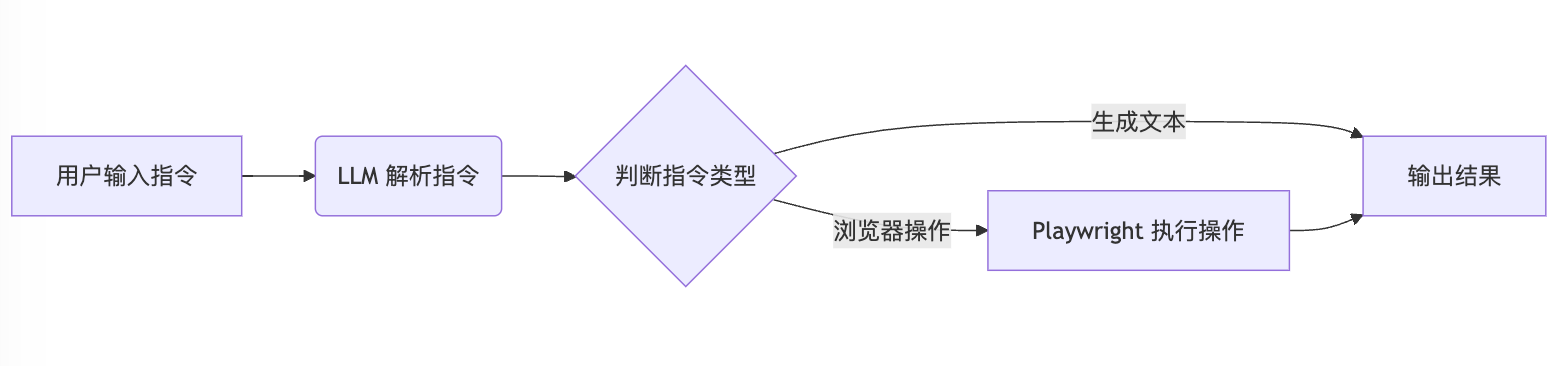 用户输入指令
LLM 解析指令
判断指令类型
生成文本
浏览器操作
Playwright 执行操作
输出结果